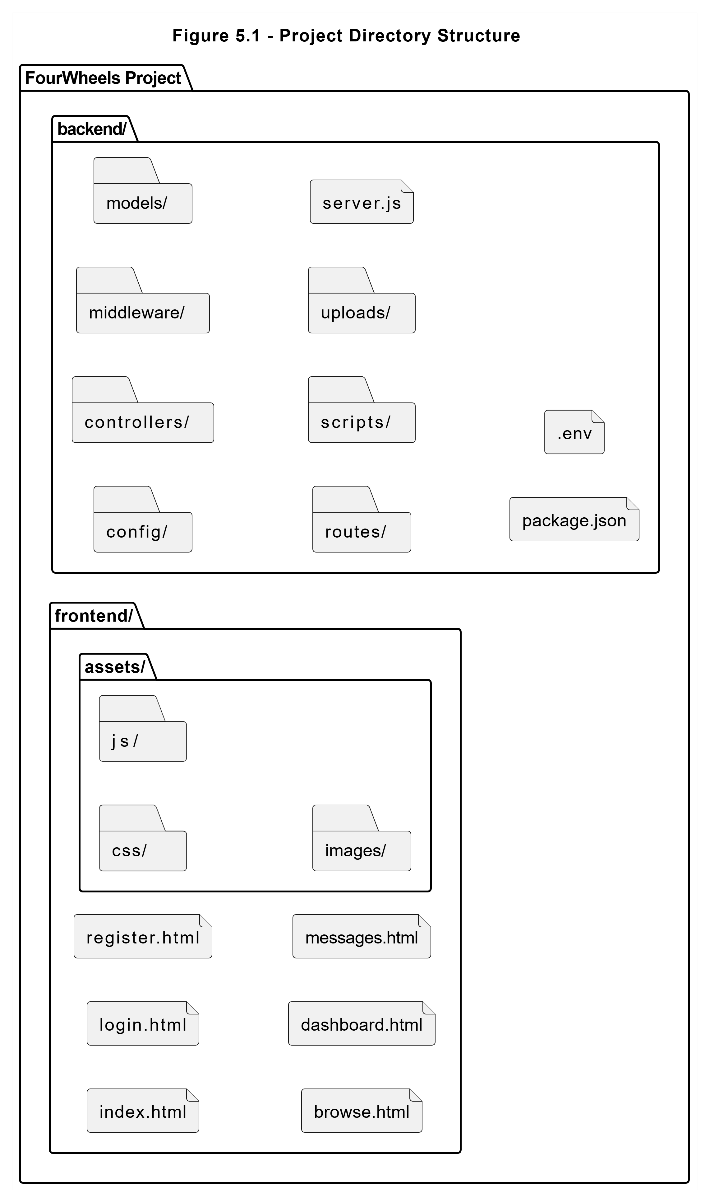 Figure 5.1 - Project Directory Structure
FourWheels Project
backend/
models/
server.js
middleware/
uploads/
controllers/
scripts/
.env
config/
routes/
package.json
frontend/
assets/
js/
css/
images/
register.html
messages.html
login.html
dashboard.html
index.html
browse.html